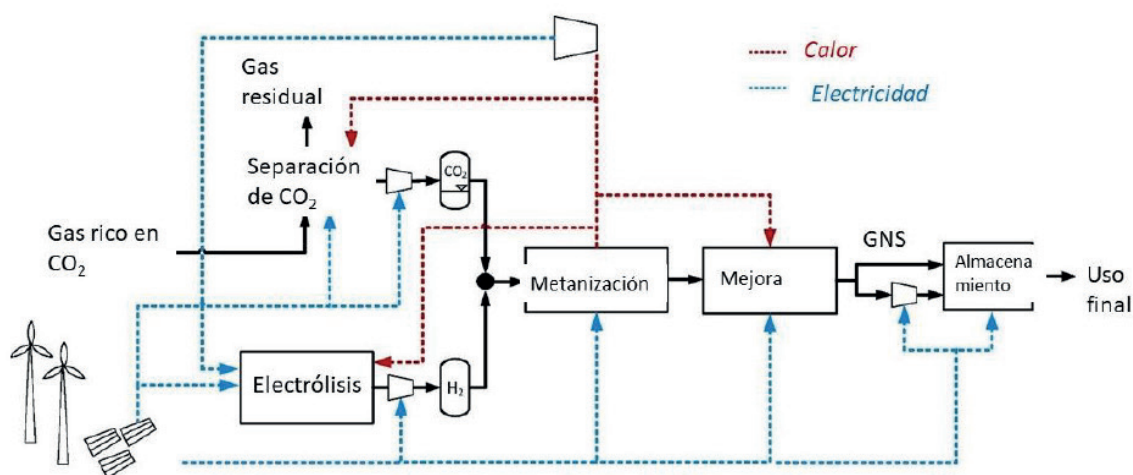 Calor
Electricidad
Gas
residual
Separación
de CO₂
CO₂
Gas rico en
CO₂
GNS
Metanización
Mejora
Almacena
miento
Uso
final
Electrólisis
H₂